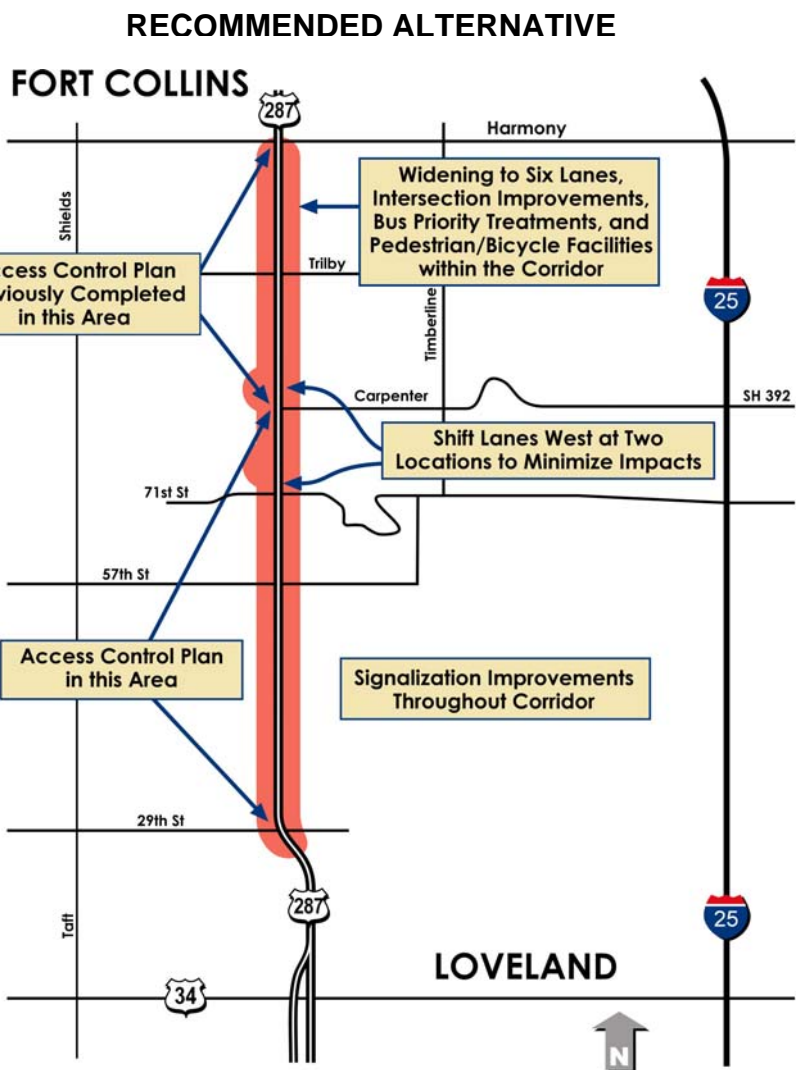 RECOMMENDED ALTERNATIVE
FORT COLLINS
287
Harmony
Shields
Widening to Six Lanes,
Intersection Improvements,
Bus Priority Treatments, and
Pedestrian/Bicycle Facilities
within the Corridor
Trilby
cess Control Plan
viously Completed
in this Area
25
Timberline
Carpenter
SH 392
Shift Lanes West at Two
Locations to Minimize Impacts
71st St
57th St
Access Control Plan
in this Area
Signalization Improvements
Throughout Corridor
29th St
287
25
Taft
LOVELAND
34
N